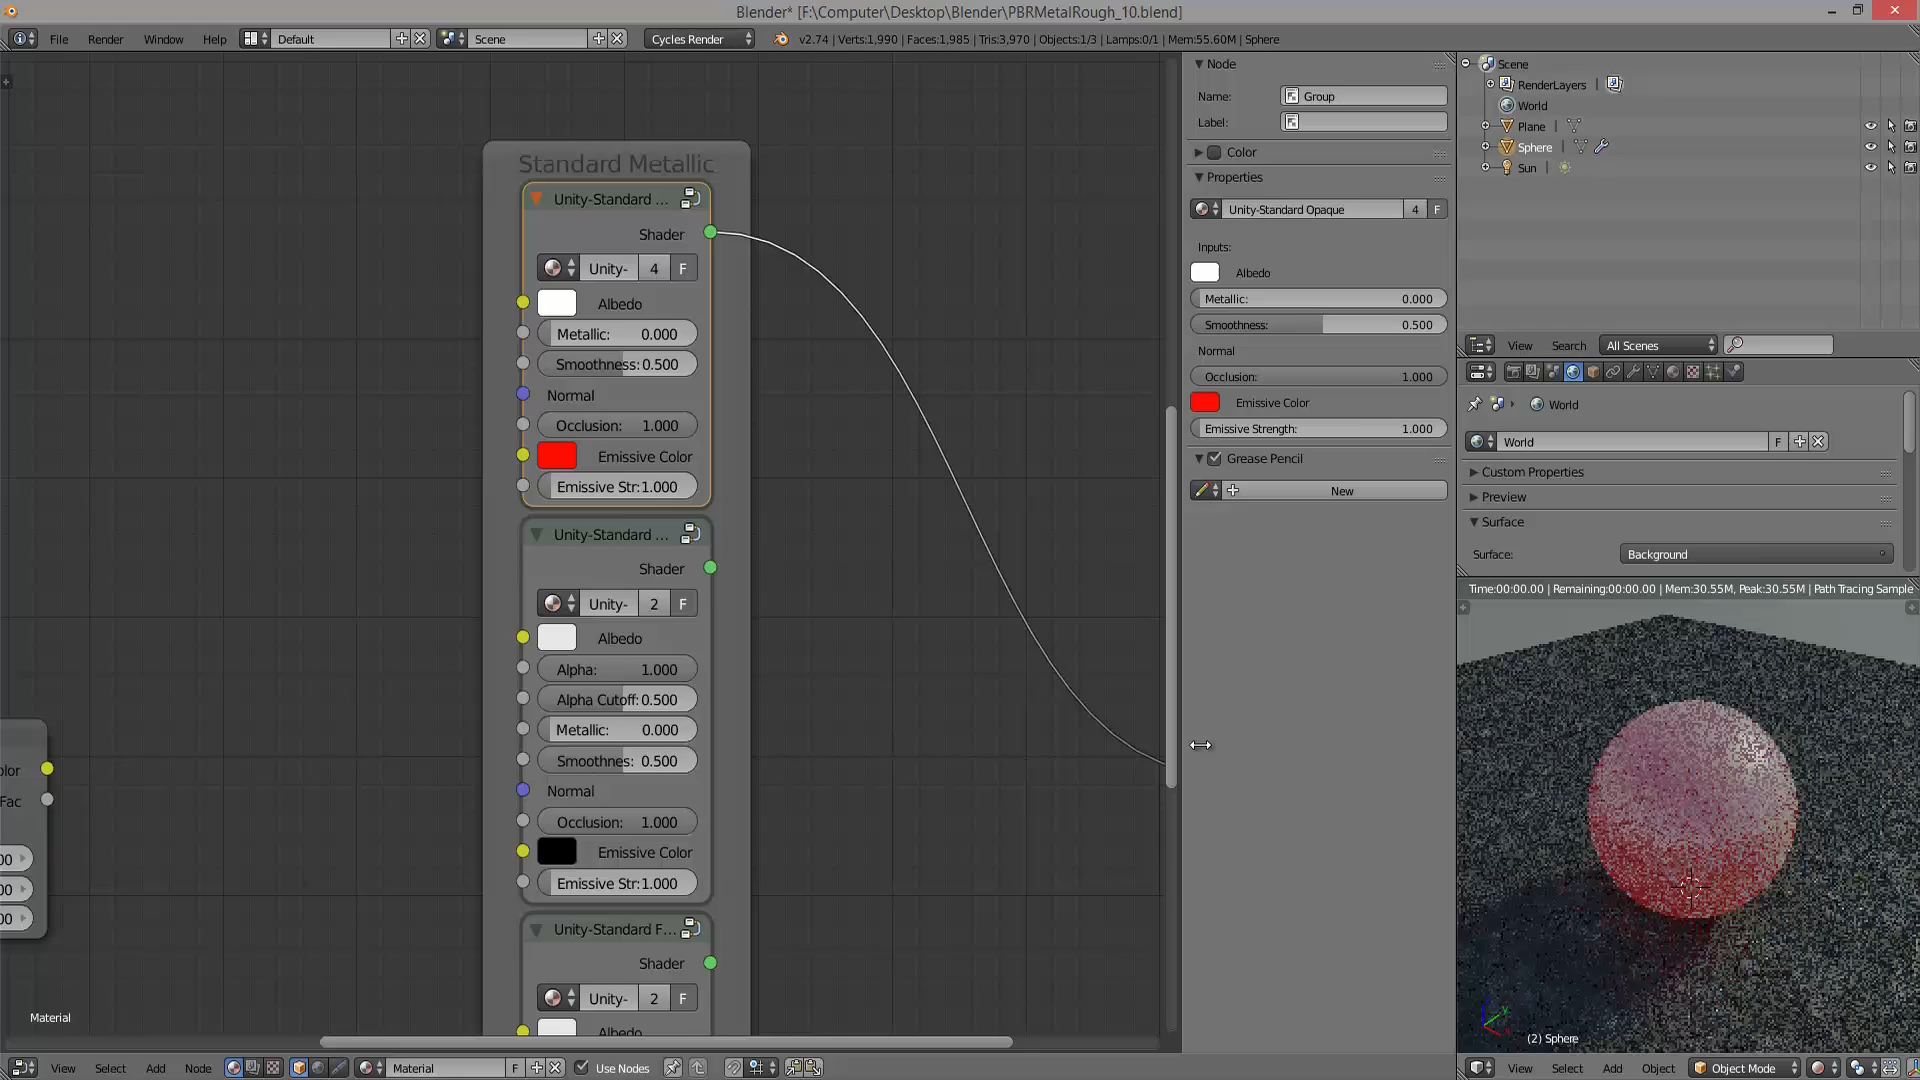 Blender* [F:\Computer\Desktop\Blender\PBRMetalRough_10.blend]
File Render Window Help Default Scene Cycles Render v2.74 | Verts:1,990 | Faces:1,985 | Tris:3,970 | Objects:1/3 | Lamps:0/1 | Mem:55.60M | Sphere
Standard Metallic
Unity-Standard ...
Shader
Unity- 4 F
Albedo
Metallic: 0.000
Smoothness: 0.500
Normal
Occlusion: 1.000
Emissive Color
Emissive Str: 1.000
Unity-Standard ...
Shader
Unity- 2 F
Albedo
Alpha: 1.000
Alpha Cutoff: 0.500
Metallic: 0.000
Smoothnes: 0.500
Normal
Occlusion: 1.000
Emissive Color
Emissive Str: 1.000
Unity-Standard F...
Shader
Unity- 2 F
Albedo
olor
Fac
00
00
00
Material
View Select Add Node Material F Use Nodes
Node
Name: Group
Label:
Color
Properties
Unity-Standard Opaque 4 F
Inputs:
Albedo
Metallic: 0.000
Smoothness: 0.500
Normal
Occlusion: 1.000
Emissive Color
Emissive Strength: 1.000
Grease Pencil
New
Scene
RenderLayers |
World
Plane |
Sphere |
Sun |
View Search All Scenes
World
World F
Custom Properties
Preview
Surface
Surface: Background
Time:00:00.00 | Remaining:00:00.00 | Mem:30.55M, Peak:30.55M | Path Tracing Sample
(2) Sphere
View Select Add Object Object Mode